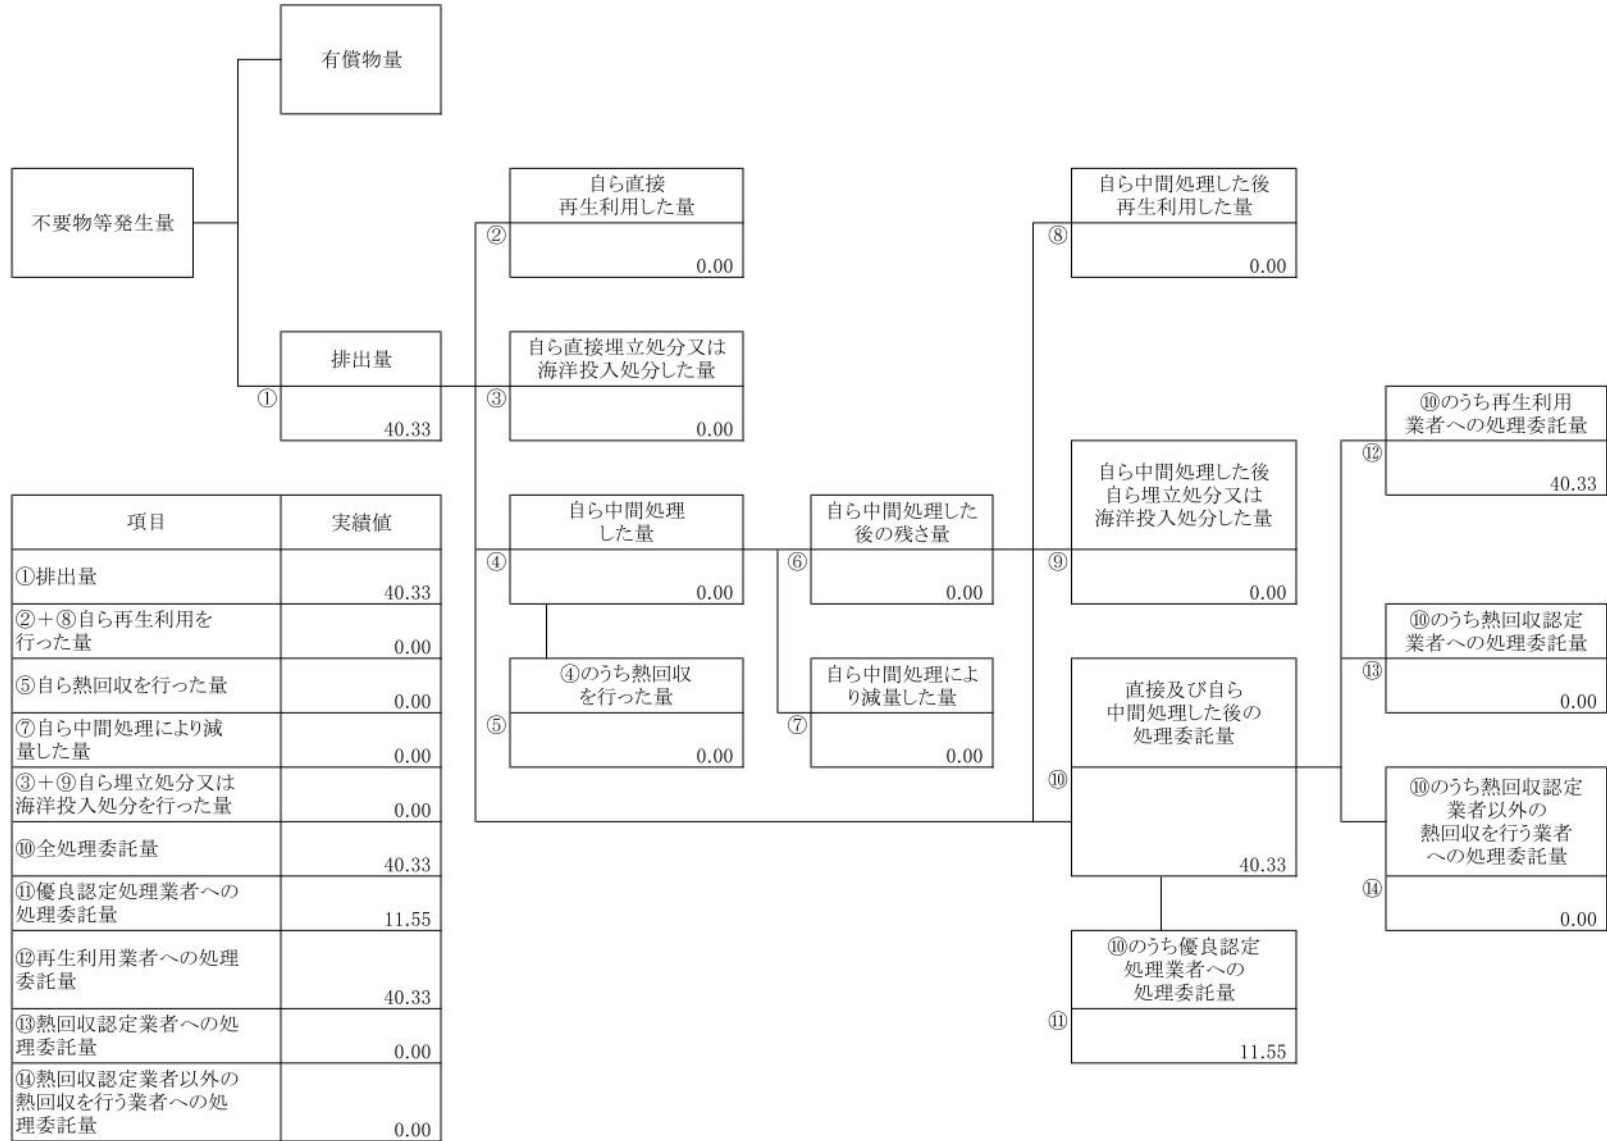 有償物量
不要物等発生量
自ら直接
再生利用した量
②
0.00
自ら中間処理した後
再生利用した量
⑧
0.00
排出量
①
40.33
自ら直接埋立処分又は
海洋投入処分した量
③
0.00
⑩のうち再生利用
業者への処理委託量
⑫
40.33
自ら中間処理
した量
④
0.00
自ら中間処理した
後の残さ量
⑥
0.00
自ら中間処理した後
自ら埋立処分又は
海洋投入処分した量
⑨
0.00
⑩のうち熱回収認定
業者への処理委託量
⑬
0.00
④のうち熱回収
を行った量
⑤
0.00
自ら中間処理によ
り減量した量
⑦
0.00
直接及び自ら
中間処理した後の
処理委託量
⑩
40.33
⑩のうち熱回収認定
業者以外の
熱回収を行う業者
への処理委託量
⑭
0.00
⑩のうち優良認定
処理業者への
処理委託量
⑪
11.55
項目 実績値
①排出量
40.33
②+⑧自ら再生利用を
行った量
0.00
⑤自ら熱回収を行った量
0.00
⑦自ら中間処理により減
量した量
0.00
③+⑨自ら埋立処分又は
海洋投入処分を行った量
0.00
⑩全処理委託量
40.33
⑪優良認定処理業者への
処理委託量
11.55
⑫再生利用業者への処理
委託量
40.33
⑬熱回収認定業者への処
理委託量
0.00
⑭熱回収認定業者以外の
熱回収を行う業者への処
理委託量
0.00